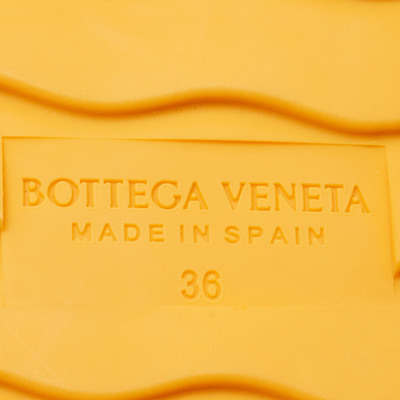 BOTTEGA VENETA
MADE IN SPAIN
36